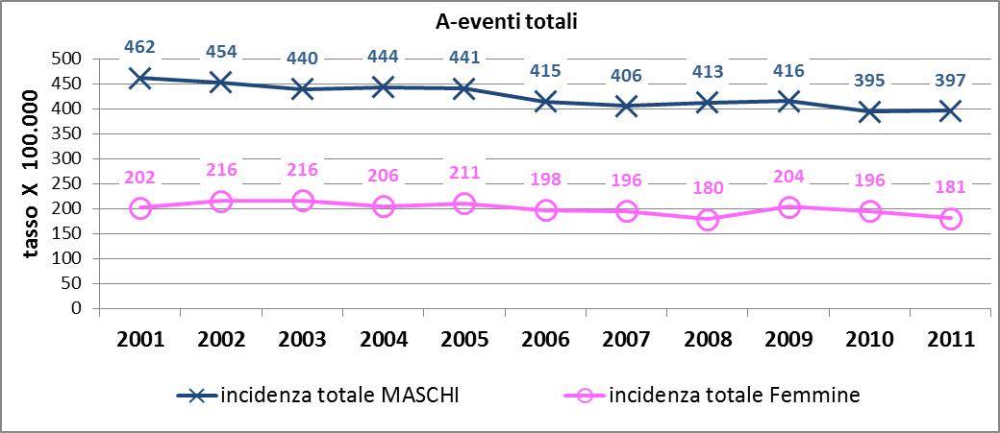 A-eventi totali
tasso X 100.000
500
450
400
350
300
250
200
150
100
50
0
462 454 440 444 441 415 406 413 416 395 397
202 216 216 206 211 198 196 180 204 196 181
2001 2002 2003 2004 2005 2006 2007 2008 2009 2010 2011
incidenza totale MASCHI incidenza totale Femmine